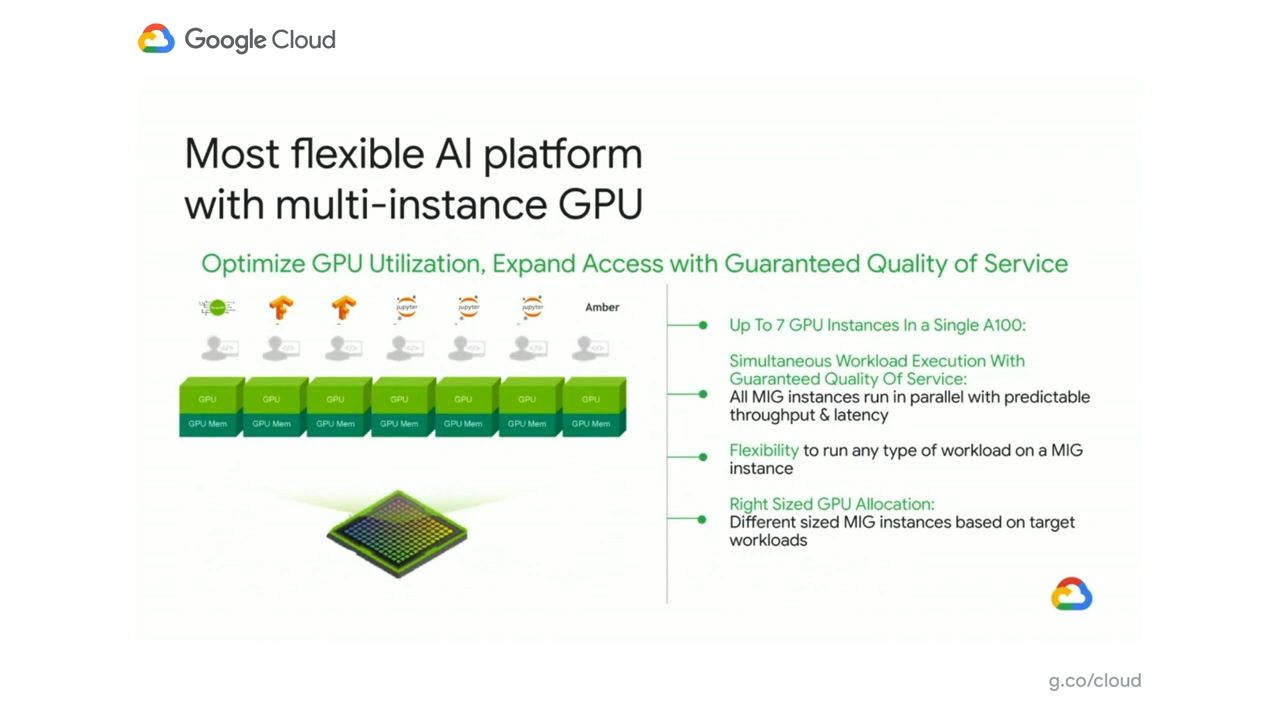 Google Cloud
Most flexible AI platform
with multi-instance GPU
Optimize GPU Utilization, Expand Access with Guaranteed Quality of Service
jupyter
jupyter
jupyter
Amber
GPU
GPU
GPU
GPU
GPU
GPU
GPU
GPU Mem
GPU Mem
GPU Mem
GPU Mem
GPU Mem
GPU Mem
GPU Mem
Up To 7 GPU Instances In a Single A100:
Simultaneous Workload Execution With
Guaranteed Quality Of Service:
All MIG instances run in parallel with predictable
throughput & latency
Flexibility to run any type of workload on a MIG
instance
Right Sized GPU Allocation:
Different sized MIG instances based on target
workloads
g.co/cloud